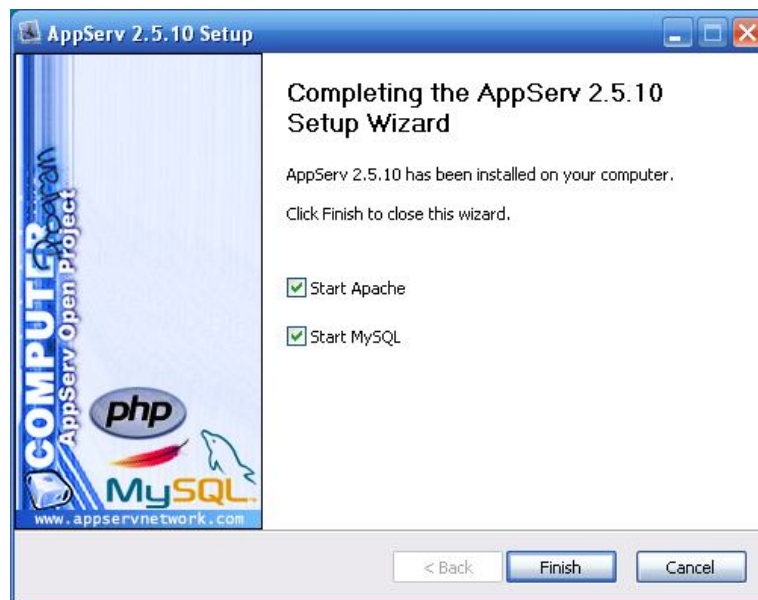 AppServ 2.5.10 Setup
Completing the AppServ 2.5.10
Setup Wizard
AppServ 2.5.10 has been installed on your computer.
Click Finish to close this wizard.
Start Apache
Start MySQL
COMPUTER
Program
AppServ Open Project
php
MySQL
www.appservnetwork.com
< Back
Finish
Cancel